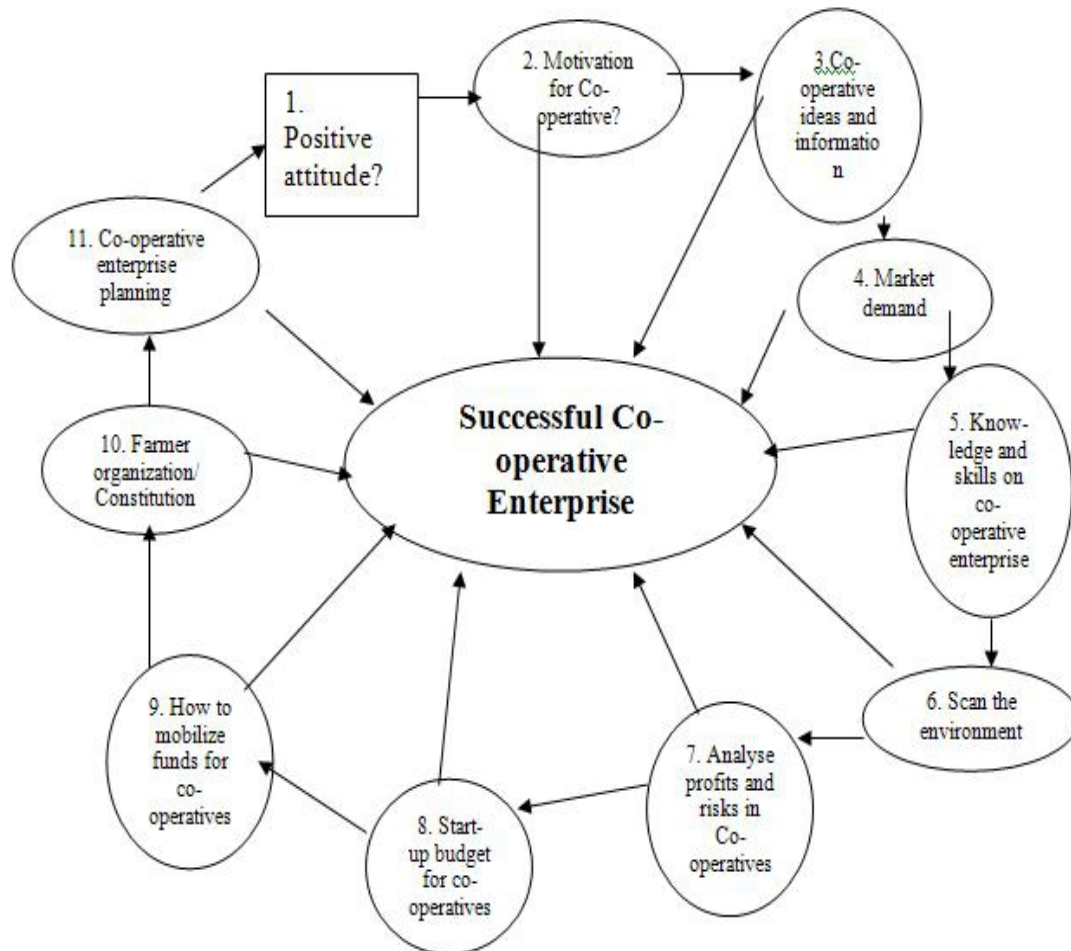 1.
Positive
attitude?
2. Motivation
for Co-
operative?
3.Co-
operative
ideas and
informatio
n
4. Market
demand
5. Know-
ledge and
skills on
co-
operative
enterprise
6. Scan the
environment
7. Analyse
profits and
risks in
Co-
operatives
8. Start-
up budget
for co-
operatives
9. How to
mobilize
funds for
co-
operatives
10. Farmer
organization/
Constitution
11. Co-operative
enterprise
planning
Successful Co-
operative
Enterprise